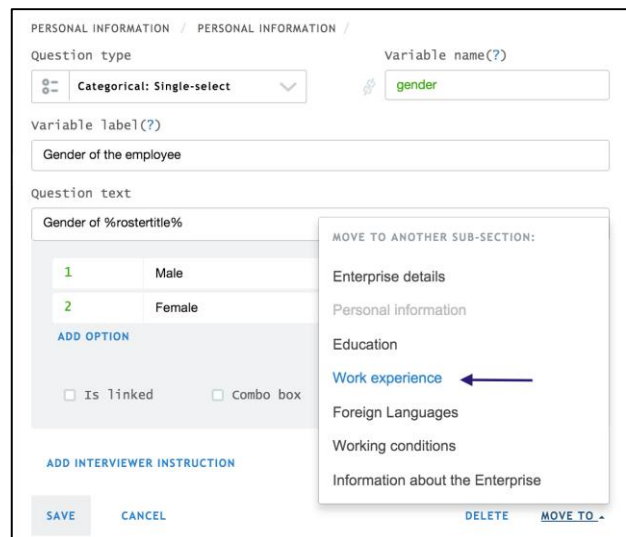 PERSONAL INFORMATION / PERSONAL INFORMATION /
Question type
Variable name(?)
Categorical: Single-select
gender
Variable label(?)
Gender of the employee
Question text
Gender of %rostertitle%
1 Male
2 Female
ADD OPTION
Is linked
Combo box
MOVE TO ANOTHER SUB-SECTION:
Enterprise details
Personal information
Education
Work experience
Foreign Languages
Working conditions
Information about the Enterprise
ADD INTERVIEWER INSTRUCTION
SAVE CANCEL DELETE MOVE TO